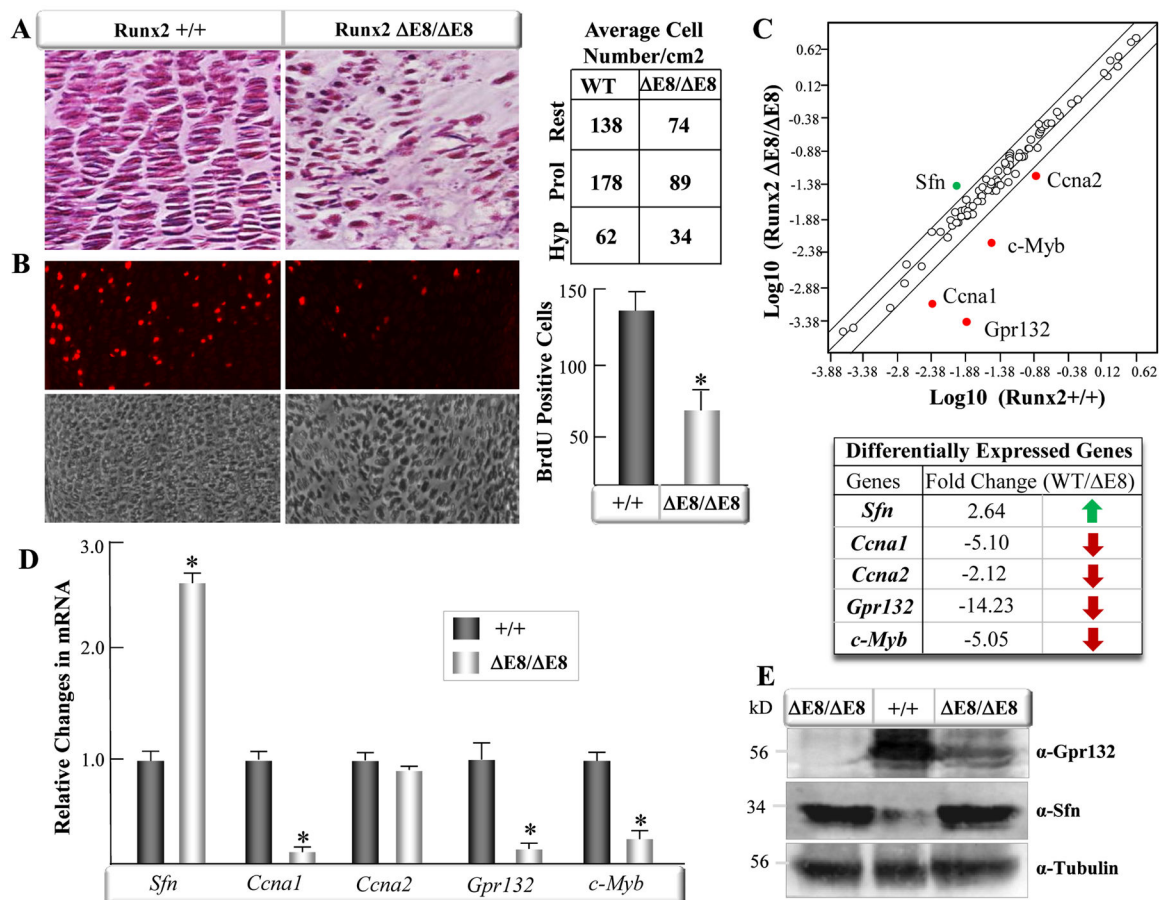 A
Runx2 +/+
Runx2 ΔE8/ΔE8
Average Cell
Number/cm2
WT
ΔE8/ΔE8
Rest
138
74
Prol
178
89
Hyp
62
34
B
BrdU Positive Cells
150
100
50
*
+/+
ΔE8/ΔE8
C
Log10 (Runx2 ΔE8/ΔE8)
0.62
0.12
-0.38
-0.88
-1.38
-1.88
-2.38
-2.88
-3.38
Sfn
Ccna2
c-Myb
Ccna1
Gpr132
-3.88 -3.38 -2.8 -2.38 -1.88 -1.38 -0.88 -0.38 0.12 0.62
Log10 (Runx2+/+)
Differentially Expressed Genes
Genes Fold Change (WT/ΔE8)
Sfn 2.64
Ccna1 -5.10
Ccna2 -2.12
Gpr132 -14.23
c-Myb -5.05
D
Relative Changes in mRNA
3.0
2.0
1.0
* * * *
+/+
ΔE8/ΔE8
Sfn Ccna1 Ccna2 Gpr132 c-Myb
E
kD ΔE8/ΔE8 +/+ ΔE8/ΔE8
56 α-Gpr132
34 α-Sfn
56 α-Tubulin